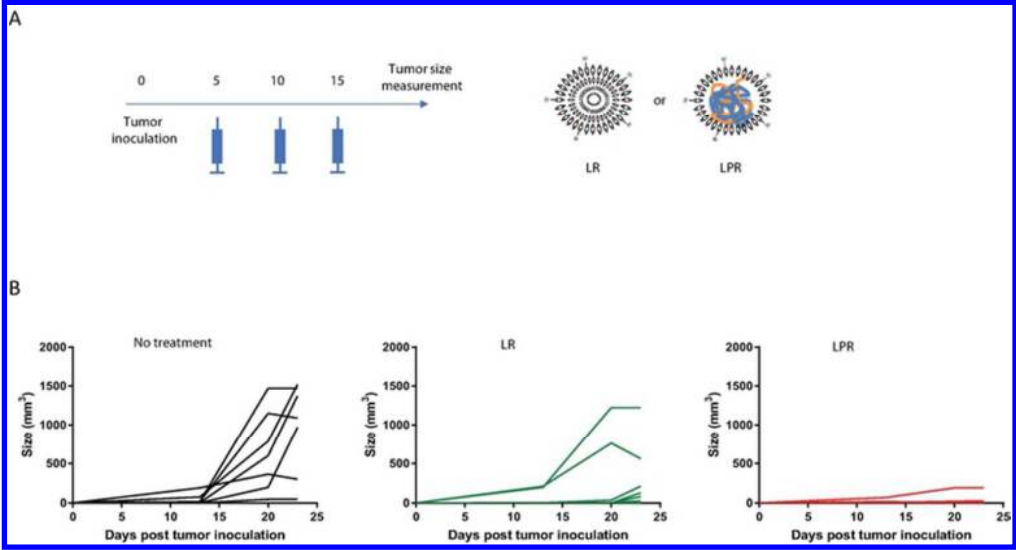 A
0 5 10 15 Tumor size measurement
Tumor inoculation
or
LR
LPR
B
No treatment
2000
1500
1000
500
0
Size (mm³)
0 5 10 15 20 25
Days post tumor inoculation
LR
2000
1500
1000
500
0
Size (mm³)
0 5 10 15 20 25
Days post tumor inoculation
LPR
2000
1500
1000
500
0
Size (mm³)
0 5 10 15 20 25
Days post tumor inoculation